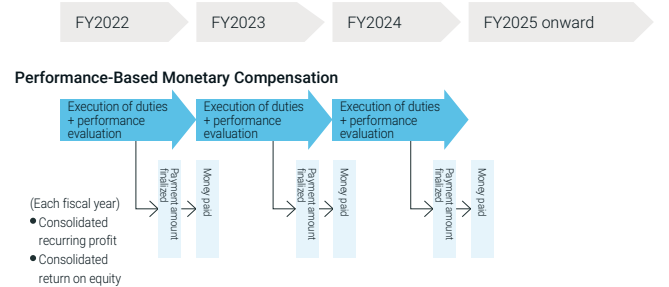 FY2022
FY2023
FY2024
FY2025 onward
Performance-Based Monetary Compensation
Execution of duties
+ performance
evaluation
Execution of duties
+ performance
evaluation
Execution of duties
+ performance
evaluation
Payment amount
finalized
Money paid
Payment amount
finalized
Money paid
Payment amount
finalized
Money paid
(Each fiscal year)
● Consolidated
recurring profit
● Consolidated
return on equity